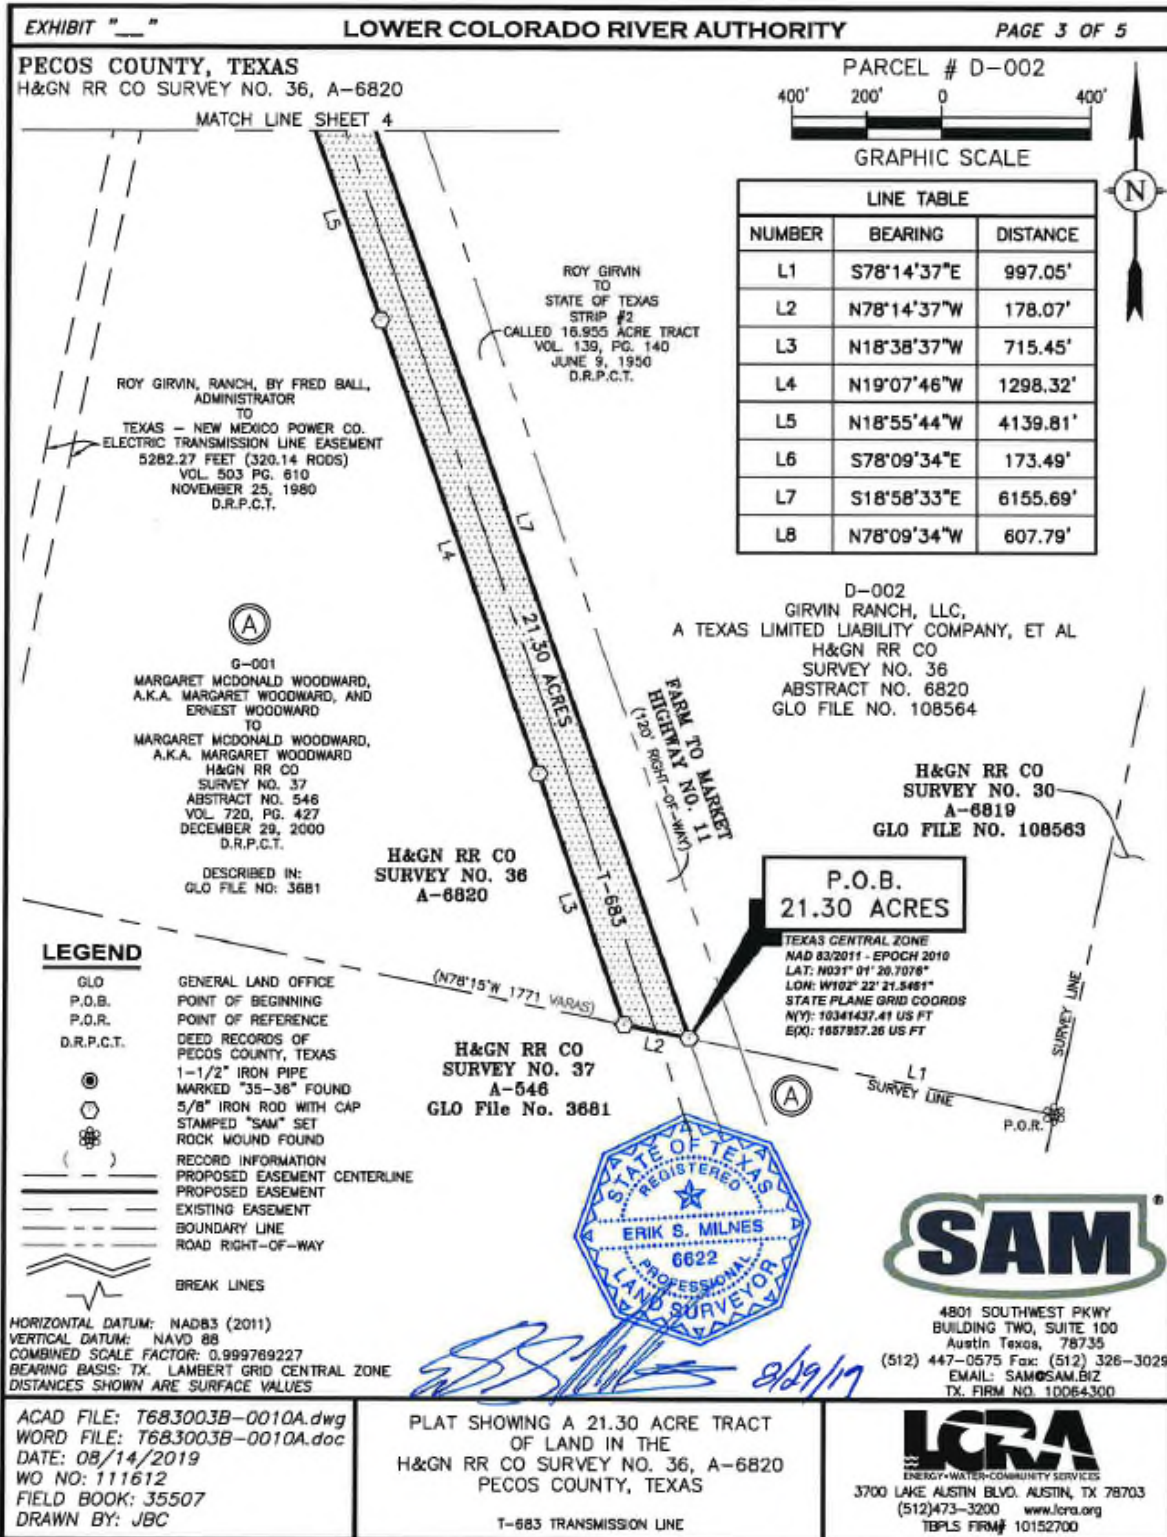 EXHIBIT "__"
LOWER COLORADO RIVER AUTHORITY
PAGE 3 OF 5
PECOS COUNTY, TEXAS
H&GN RR CO SURVEY NO. 36, A-6820
MATCH LINE SHEET 4
PARCEL # D-002
400' 200' 0 400'
GRAPHIC SCALE
N
LINE TABLE
NUMBER BEARING DISTANCE
L1 S78°14'37"E 997.05'
L2 N78°14'37"W 178.07'
L3 N18°38'37"W 715.45'
L4 N19°07'46"W 1298.32'
L5 N18°55'44"W 4139.81'
L6 S78°09'34"E 173.49'
L7 S18°58'33"E 6155.69'
L8 N78°09'34"W 607.79'
L5
ROY GIRVIN
TO
STATE OF TEXAS
STRIP #2
CALLED 16.955 ACRE TRACT
VOL. 139, PG. 140
JUNE 9, 1950
D.R.P.C.T.
ROY GIRVIN, RANCH, BY FRED BALL,
ADMINISTRATOR
TO
TEXAS - NEW MEXICO POWER CO.
ELECTRIC TRANSMISSION LINE EASEMENT
5282.27 FEET (320.14 RODS)
VOL. 503 PG. 610
NOVEMBER 25, 1980
D.R.P.C.T.
L7
L4
21.30 ACRES
A
G-001
MARGARET MCDONALD WOODWARD,
A.K.A. MARGARET WOODWARD, AND
ERNEST WOODWARD
TO
MARGARET MCDONALD WOODWARD,
A.K.A. MARGARET WOODWARD
H&GN RR CO
SURVEY NO. 37
ABSTRACT NO. 546
VOL. 720, PG. 427
DECEMBER 29, 2000
D.R.P.C.T.
DESCRIBED IN:
GLO FILE NO: 3681
D-002
GIRVIN RANCH, LLC,
A TEXAS LIMITED LIABILITY COMPANY, ET AL
H&GN RR CO
SURVEY NO. 36
ABSTRACT NO. 6820
GLO FILE NO. 108564
FARM TO MARKET
HIGHWAY NO. 11
(120' RIGHT-OF-WAY)
H&GN RR CO
SURVEY NO. 30
A-6819
GLO FILE NO. 108563
H&GN RR CO
SURVEY NO. 36
A-6820
L3
T-683
P.O.B.
21.30 ACRES
TEXAS CENTRAL ZONE
NAD 83/2011 - EPOCH 2010
LAT: N031° 01' 20.7076"
LON: W102° 22' 21.5461"
STATE PLANE GRID COORDS
N(Y): 10341437.41 US FT
E(X): 1657957.26 US FT
(N78°15'W 1771 VARAS)
L2
H&GN RR CO
SURVEY NO. 37
A-546
GLO File No. 3681
A
L1
SURVEY LINE
SURVEY LINE
P.O.R.
LEGEND
GLO GENERAL LAND OFFICE
P.O.B. POINT OF BEGINNING
P.O.R. POINT OF REFERENCE
D.R.P.C.T. DEED RECORDS OF
PECOS COUNTY, TEXAS
1-1/2" IRON PIPE
MARKED "35-36" FOUND
5/8" IRON ROD WITH CAP
STAMPED "SAM" SET
ROCK MOUND FOUND
( ) RECORD INFORMATION
PROPOSED EASEMENT CENTERLINE
PROPOSED EASEMENT
EXISTING EASEMENT
BOUNDARY LINE
ROAD RIGHT-OF-WAY
BREAK LINES
STATE OF TEXAS
REGISTERED
ERIK S. MILNES
6622
PROFESSIONAL
LAND SURVEYOR
8/29/19
SAM®
4801 SOUTHWEST PKWY
BUILDING TWO, SUITE 100
Austin Texas, 78735
(512) 447-0575 Fax: (512) 326-3029
EMAIL: SAM@SAM.BIZ
TX. FIRM NO. 10064300
HORIZONTAL DATUM: NAD83 (2011)
VERTICAL DATUM: NAVD 88
COMBINED SCALE FACTOR: 0.999769227
BEARING BASIS: TX. LAMBERT GRID CENTRAL ZONE
DISTANCES SHOWN ARE SURFACE VALUES
ACAD FILE: T683003B-0010A.dwg
WORD FILE: T683003B-0010A.doc
DATE: 08/14/2019
WO NO: 111612
FIELD BOOK: 35507
DRAWN BY: JBC
PLAT SHOWING A 21.30 ACRE TRACT
OF LAND IN THE
H&GN RR CO SURVEY NO. 36, A-6820
PECOS COUNTY, TEXAS
T-683 TRANSMISSION LINE
LCRA
ENERGY•WATER•COMMUNITY SERVICES
3700 LAKE AUSTIN BLVD. AUSTIN, TX 78703
(512)473-3200 www.lcra.org
TBPLS FIRM# 10152700